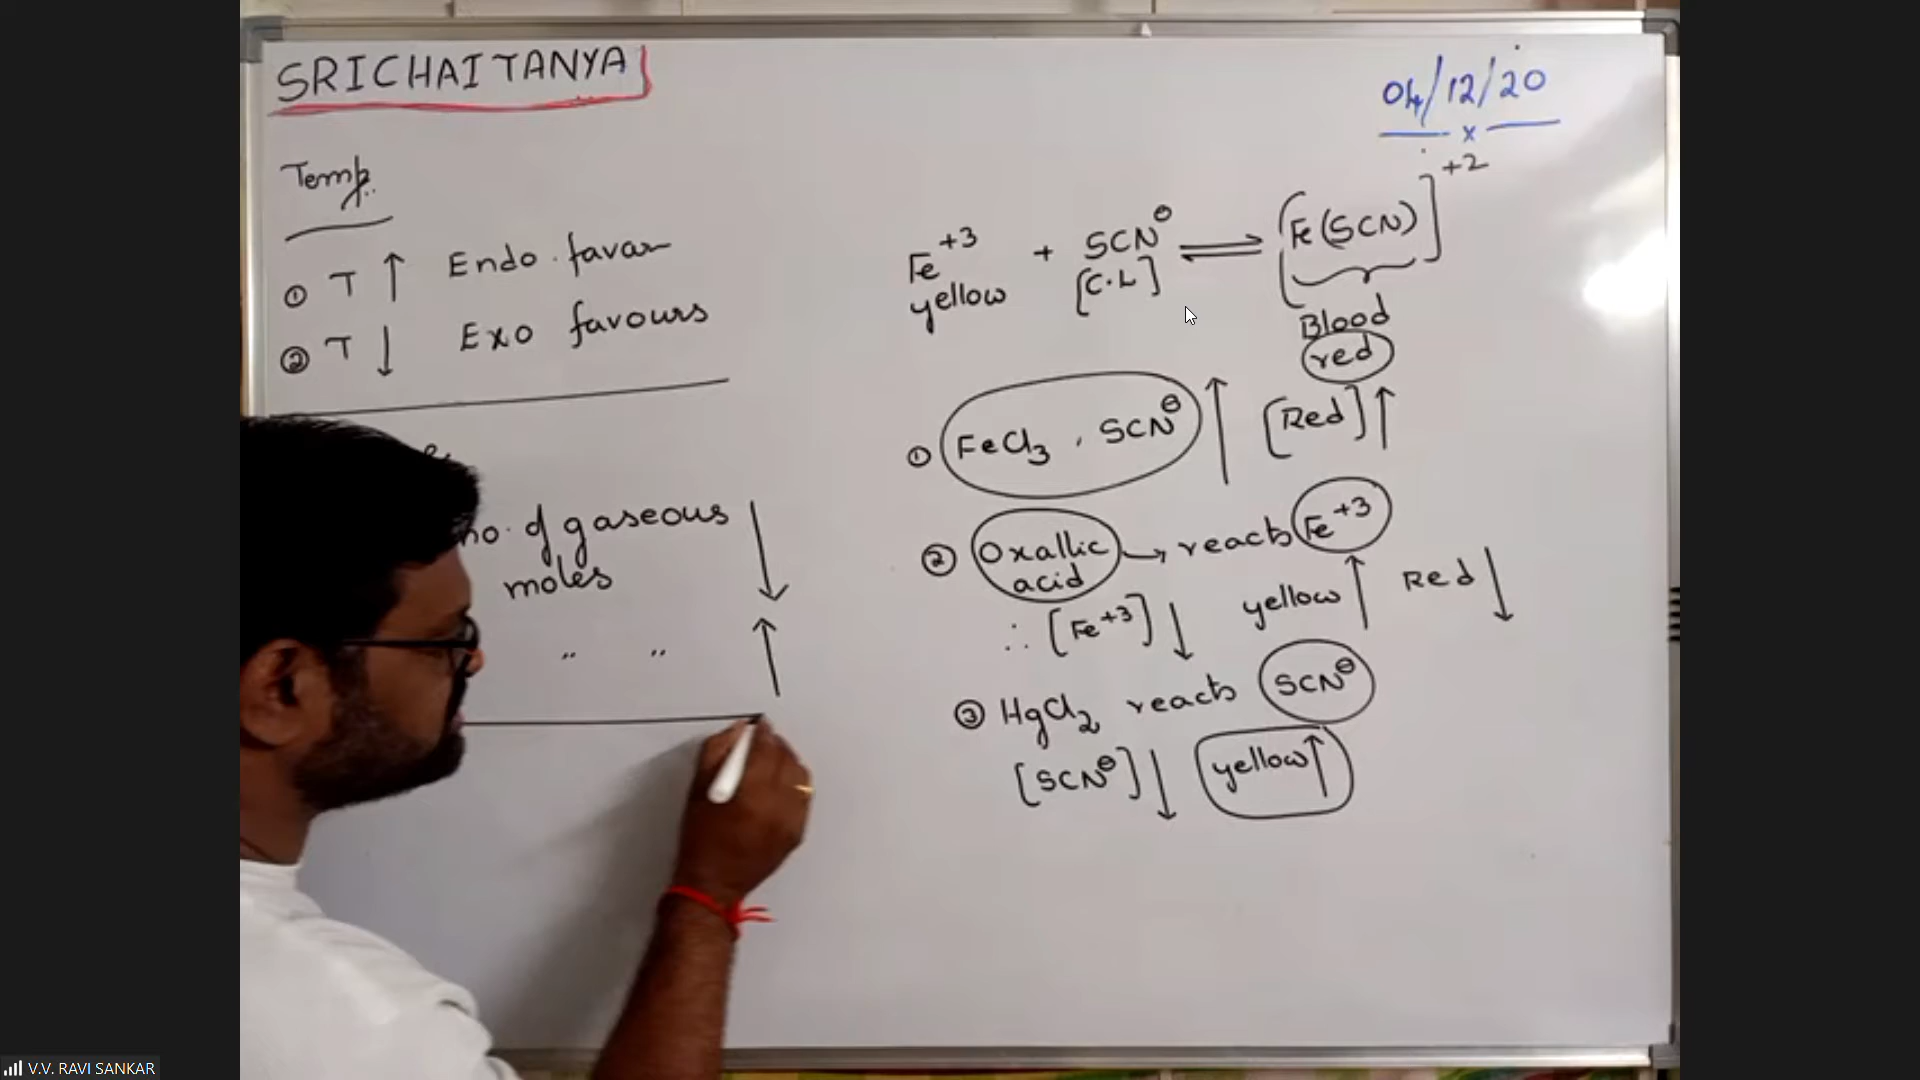 SRICHAITANYA
04/12/20
x
Temp.
① T ↑ Endo. favar
② T ↓ Exo favours
no. of gaseous ↓
moles
" " ↑
Fe+3 + SCN⊖ ⇌ [Fe(SCN)]+2
yellow [C.L] Blood
red
① FeCl3 , SCN⊖ ↑ [Red] ↑
② Oxallic acid → reacts Fe+3
∴ [Fe+3] ↓ yellow ↑ Red ↓
③ HgCl2 reacts SCN⊖
[SCN⊖] ↓ yellow ↑
V.V. RAVI SANKAR